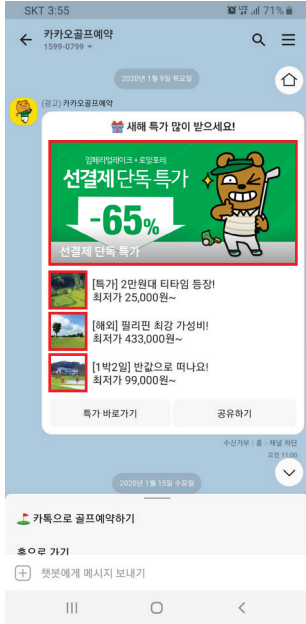 SKT 3:55
71%
카카오골프예약
1599-0799
2020년 1월 9일 목요일
(광고) 카카오골프예약
새해 특가 많이 받으세요!
임페리얼레이크 + 로얄포레
선결제 단독 특가
-65%
선결제 단독 특가
[특가] 2만원대 티타임 등장!
최저가 25,000원~
[해외] 필리핀 최강 가성비!
최저가 433,000원~
[1박2일] 반값으로 떠나요!
최저가 99,000원~
특가 바로가기
공유하기
수신거부 | 홈 > 채널 차단
오전 11:00
2020년 1월 15일 수요일
카톡으로 골프예약하기
홈으로 가기
챗봇에게 메시지 보내기